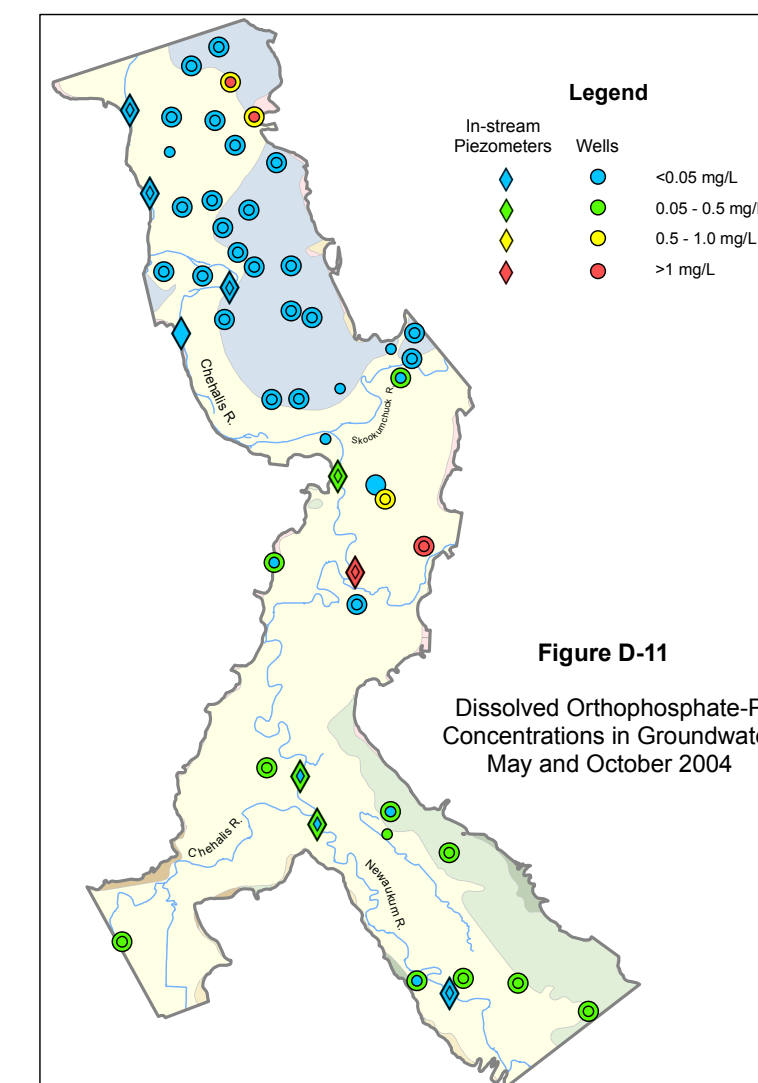 Legend
In-stream
Piezometers
Wells
<0.05 mg/L
0.05 - 0.5 mg/
0.5 - 1.0 mg/L
>1 mg/L
Chehalis R.
Skookumchuck R.
Figure D-11
Dissolved Orthophosphate-P
Concentrations in Groundwate
May and October 2004
Chehalis R.
Newaukum R.